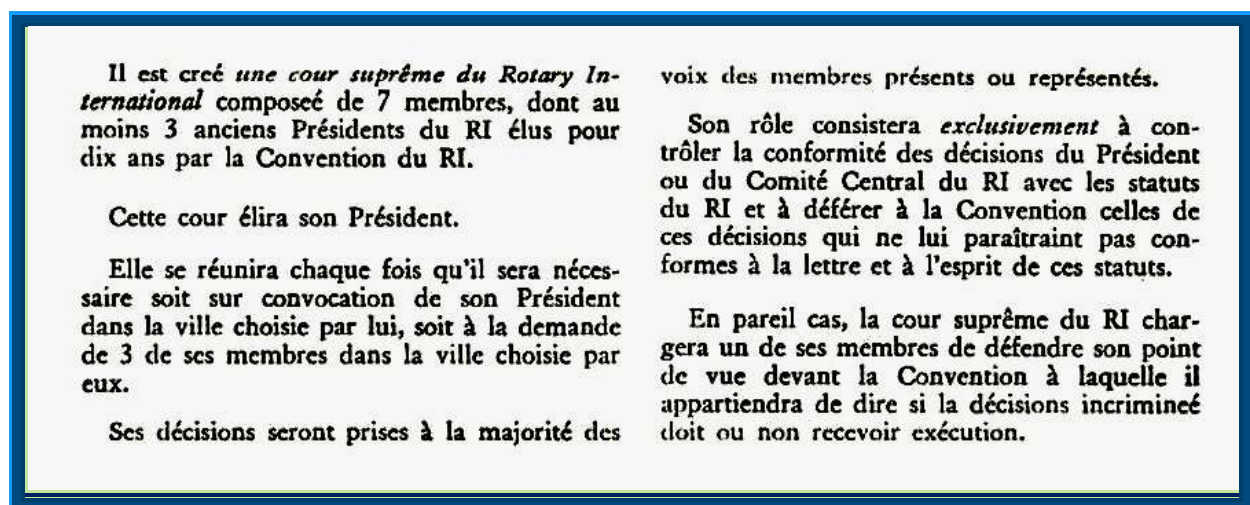 Il est creé une cour suprême du Rotary In-
ternational composeé de 7 membres, dont au
moins 3 anciens Présidents du RI élus pour
dix ans par la Convention du RI.
Cette cour élira son Président.
Elle se réunira chaque fois qu'il sera néces-
saire soit sur convocation de son Président
dans la ville choisie par lui, soit à la demande
de 3 de ses membres dans la ville choisie par
eux.
Ses décisions seront prises à la majorité des
voix des membres présents ou représentés.
Son rôle consistera exclusivement à con-
trôler la conformité des décisions du Président
ou du Comité Central du RI avec les statuts
du RI et à déférer à la Convention celles de
ces décisions qui ne lui paraîtraint pas con-
formes à la lettre et à l'esprit de ces statuts.
En pareil cas, la cour suprême du RI char-
gera un de ses membres de défendre son point
de vue devant la Convention à laquelle il
appartiendra de dire si la décisions incrimineé
doit ou non recevoir exécution.